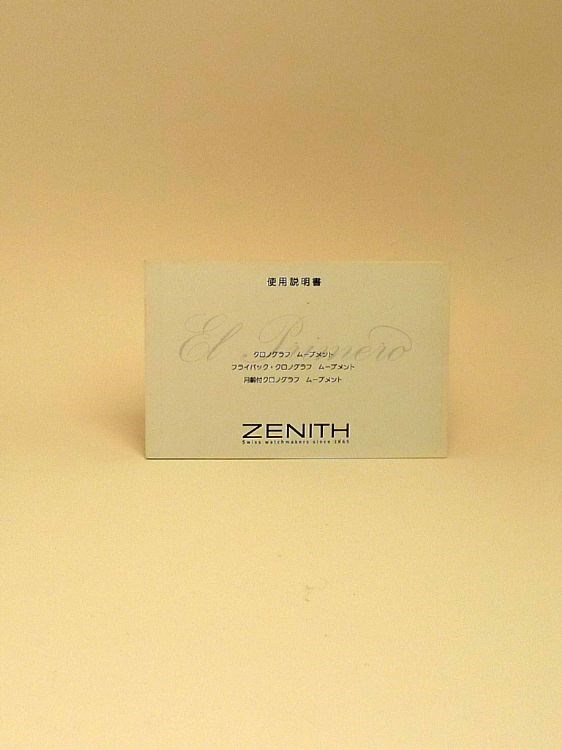 使用説明書
El Primero
クロノグラフ ムーブメント
フライバック・クロノグラフ ムーブメント
月齢付クロノグラフ ムーブメント
ZENITH
Swiss watchmakers since 1865